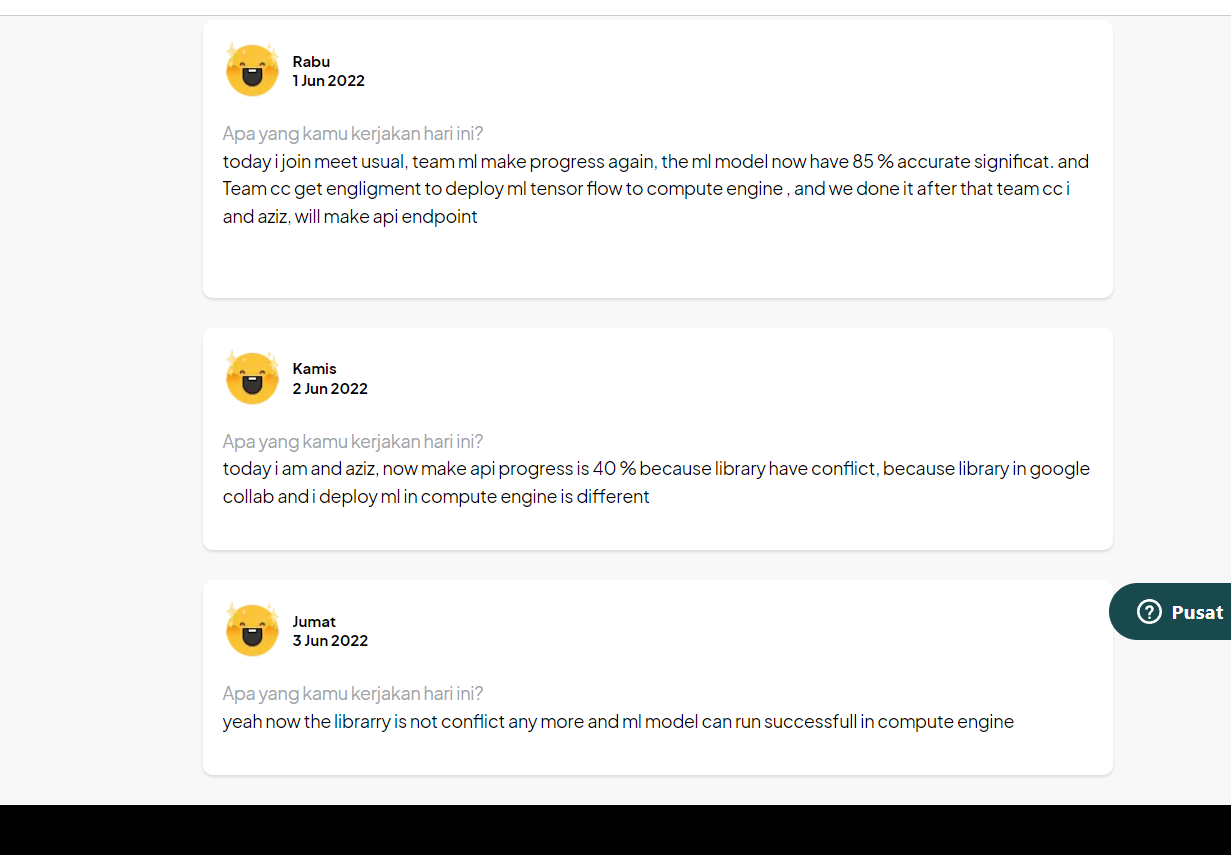 Rabu
1 Jun 2022
Apa yang kamu kerjakan hari ini?
today i join meet usual, team ml make progress again, the ml model now have 85 % accurate significat. and
Team cc get engligment to deploy ml tensor flow to compute engine , and we done it after that team cc i
and aziz, will make api endpoint
Kamis
2 Jun 2022
Apa yang kamu kerjakan hari ini?
today i am and aziz, now make api progress is 40 % because library have conflict, because library in google
collab and i deploy ml in compute engine is different
Jumat
3 Jun 2022
Pusat
Apa yang kamu kerjakan hari ini?
yeah now the librarry is not conflict any more and ml model can run successfull in compute engine